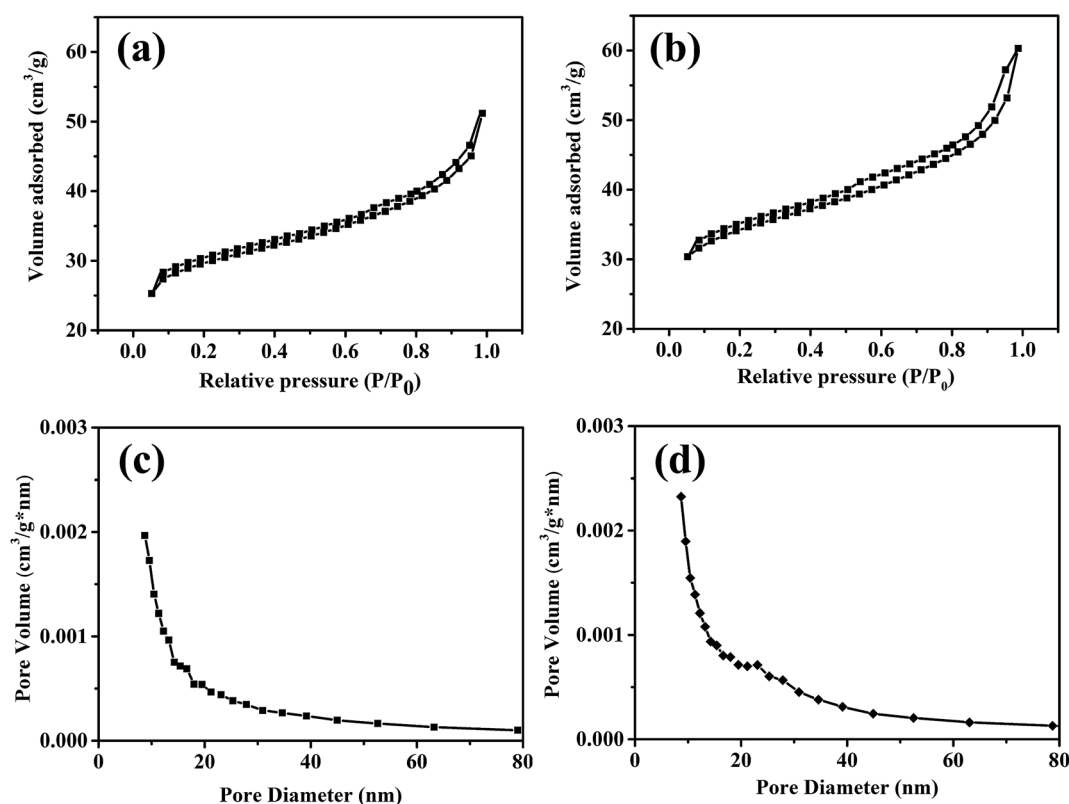 (a)
60
50
40
30
20
Volume adsorbed (cm³/g)
0.0 0.2 0.4 0.6 0.8 1.0
Relative pressure (P/P₀)
(b)
60
50
40
30
20
Volume adsorbed (cm³/g)
0.0 0.2 0.4 0.6 0.8 1.0
Relative pressure (P/P₀)
(c)
0.003
0.002
0.001
0.000
Pore Volume (cm³/g*nm)
0 20 40 60 80
Pore Diameter (nm)
(d)
0.003
0.002
0.001
0.000
Pore Volume (cm³/g*nm)
0 20 40 60 80
Pore Diameter (nm)